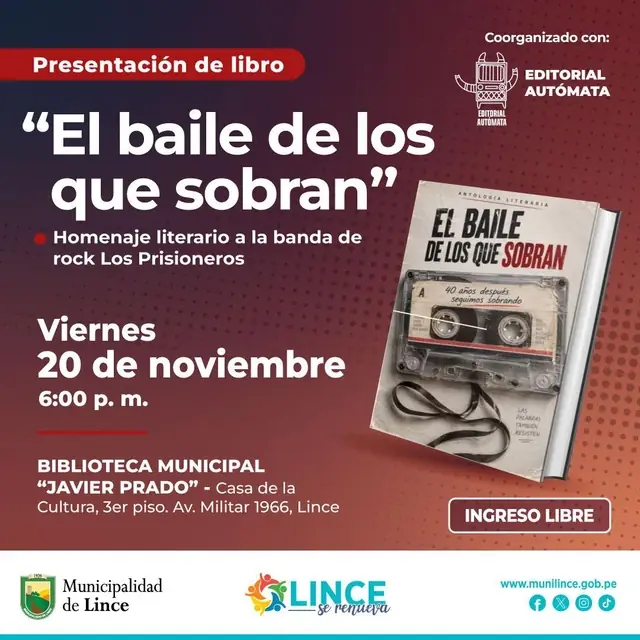 Coorganizado con:
EDITORIAL
AUTÓMATA
EDITORIAL
AUTÓMATA
Presentación de libro
“El baile de los
que sobran”
Homenaje literario a la banda de
rock Los Prisioneros
Viernes
20 de noviembre
6:00 p. m.
BIBLIOTECA MUNICIPAL
“JAVIER PRADO” - Casa de la
Cultura, 3er piso. Av. Militar 1966, Lince
ANTOLOGÍA LITERARIA
EL BAILE
DE LOS QUE SOBRAN
A
40 años después
seguimos sobrando
LAS
PALABRAS
TAMBIÉN
RESISTEN
INGRESO LIBRE
Municipalidad
de Lince
LINCE
se renueva
www.munilince.gob.pe